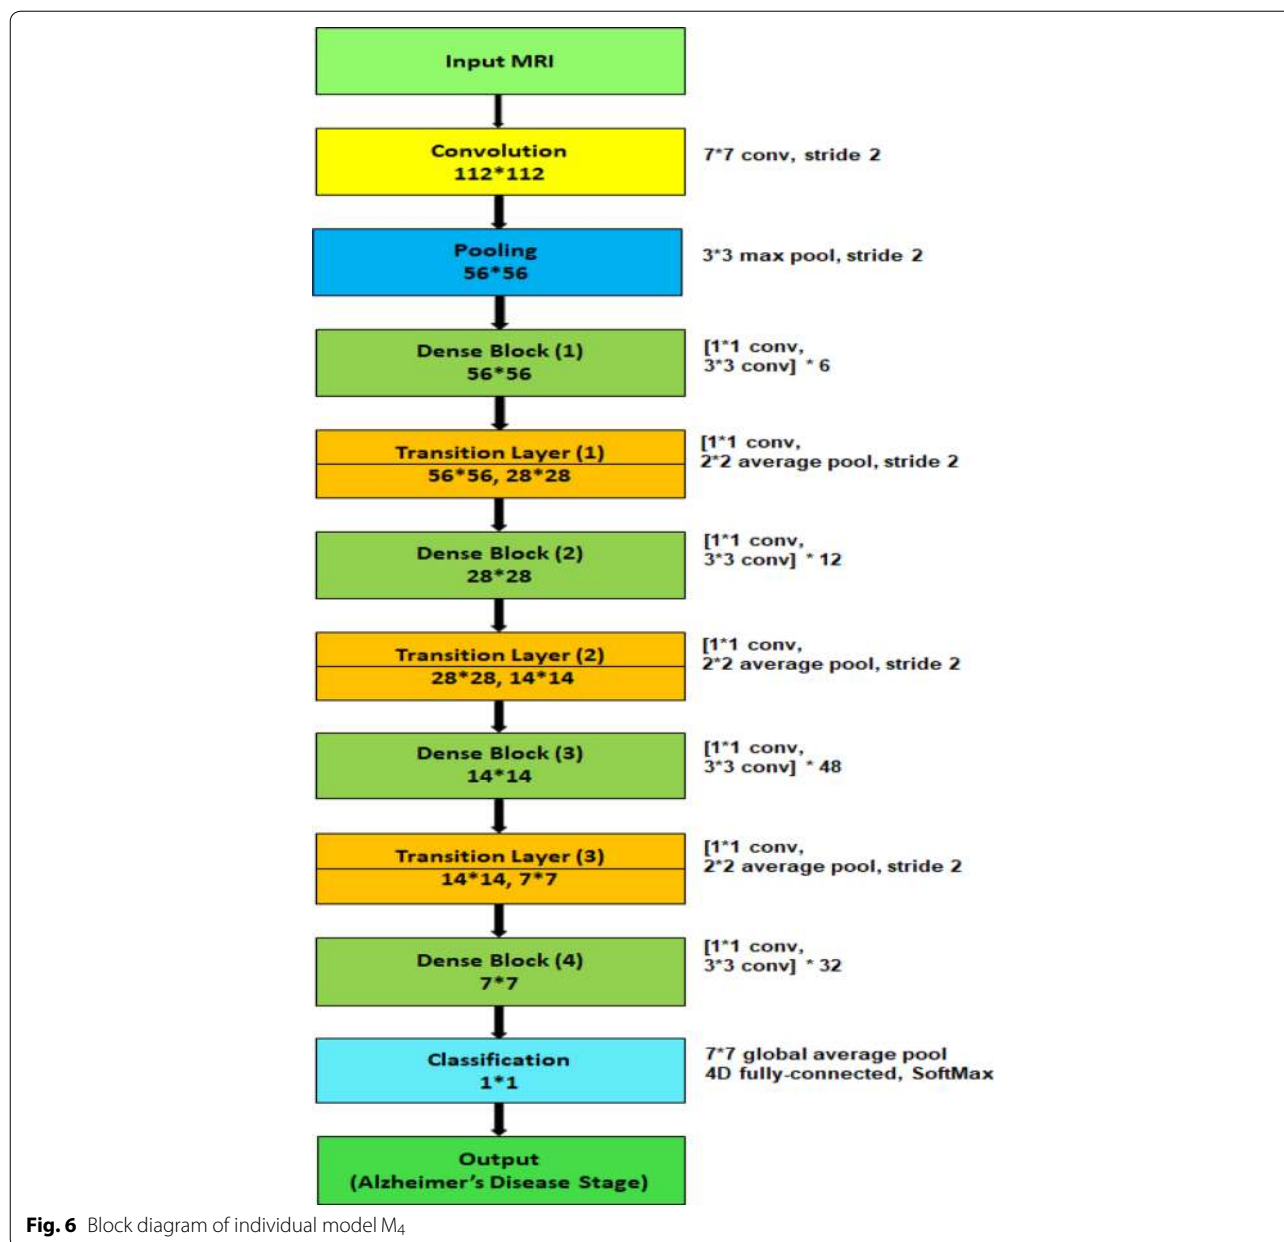 Input MRI
Convolution
112*112
7*7 conv, stride 2
Pooling
56*56
3*3 max pool, stride 2
Dense Block (1)
56*56
[1*1 conv,
3*3 conv] * 6
Transition Layer (1)
56*56, 28*28
[1*1 conv,
2*2 average pool, stride 2
Dense Block (2)
28*28
[1*1 conv,
3*3 conv] * 12
Transition Layer (2)
28*28, 14*14
[1*1 conv,
2*2 average pool, stride 2
Dense Block (3)
14*14
[1*1 conv,
3*3 conv] * 48
Transition Layer (3)
14*14, 7*7
[1*1 conv,
2*2 average pool, stride 2
Dense Block (4)
7*7
[1*1 conv,
3*3 conv] * 32
Classification
1*1
7*7 global average pool
4D fully-connected, SoftMax
Output
(Alzheimer's Disease Stage)
Fig. 6 Block diagram of individual model M4